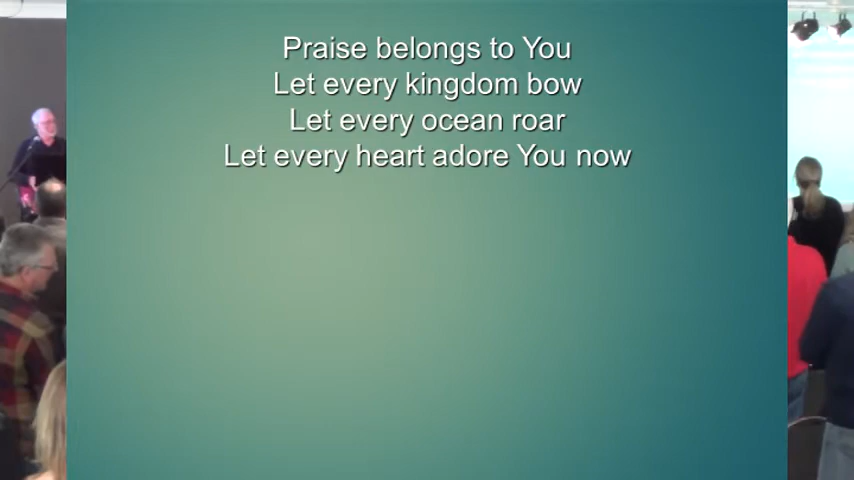 Praise belongs to You
Let every kingdom bow
Let every ocean roar
Let every heart adore You now